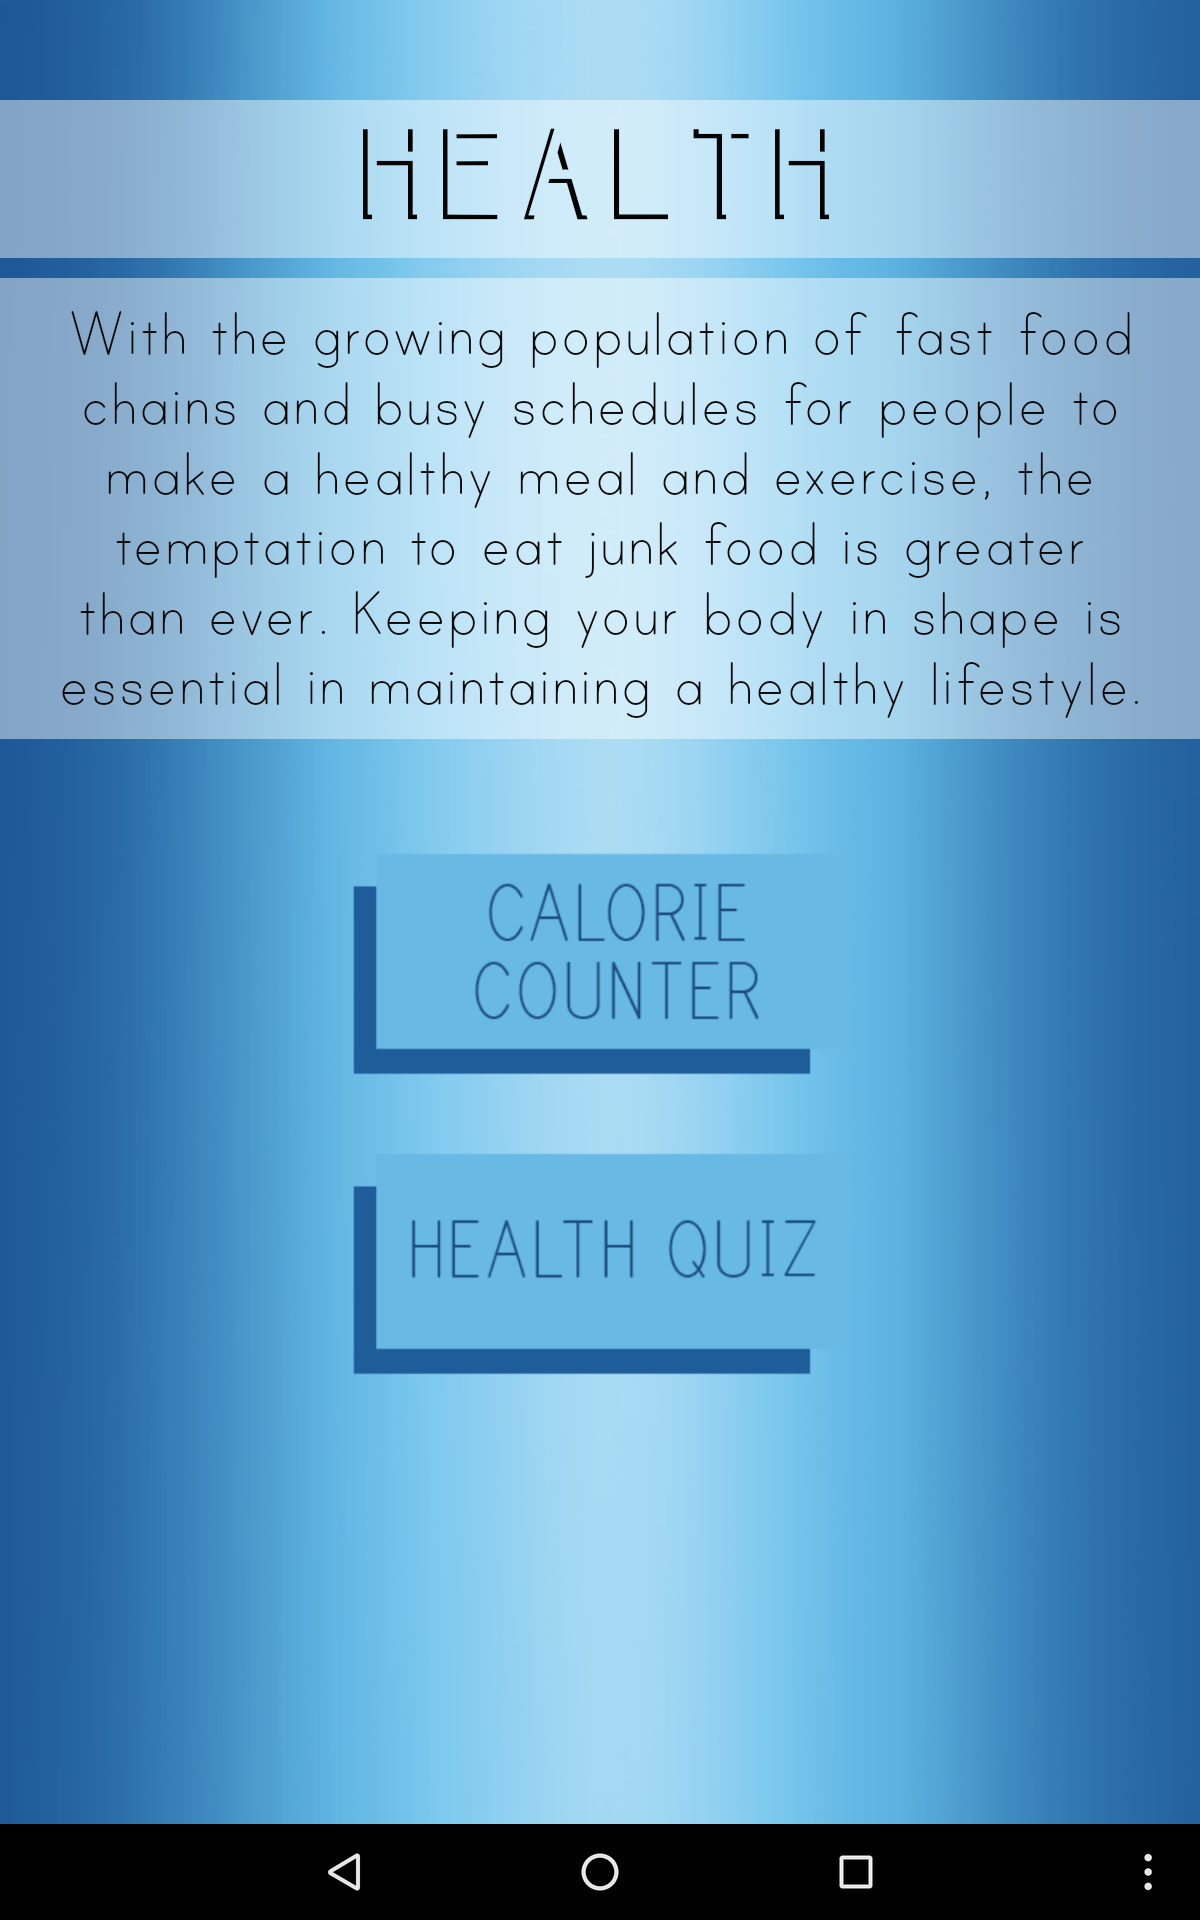 HEALTH
With the growing population of fast food
chains and busy schedules for people to
make a healthy meal and exercise, the
temptation to eat junk food is greater
than ever. Keeping your body in shape is
essential in maintaining a healthy lifestyle.
CALORIE
COUNTER
HEALTH QUIZ